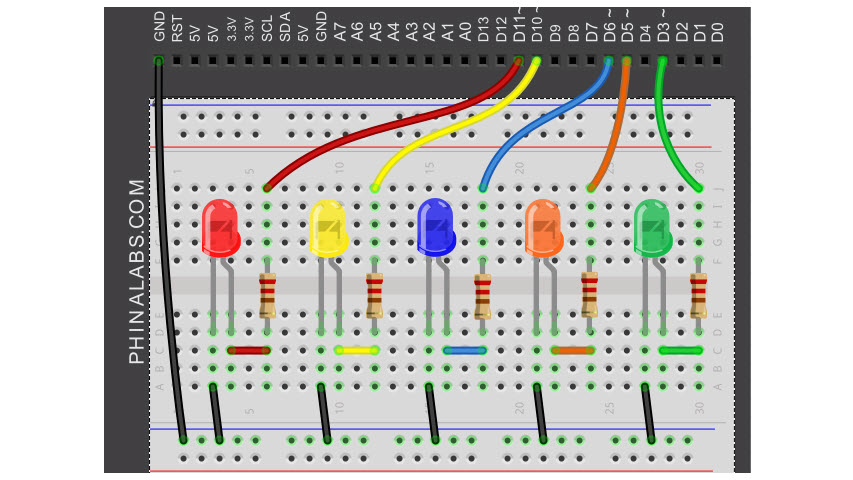 GND RST 5V 5V 3.3V 3.3V SCL SDA 5V GND A7 A6 A5 A4 A3 A2 A1 A0 D13 D12 D11~ D10~ D9 D8 D7 D6~ D5~ D4 D3~ D2 D1 D0
1 5 10 15 20 25 30
J
I
H
G
F
E
D
C
B
A
5 10 20 25 30
PHINALABS.COM